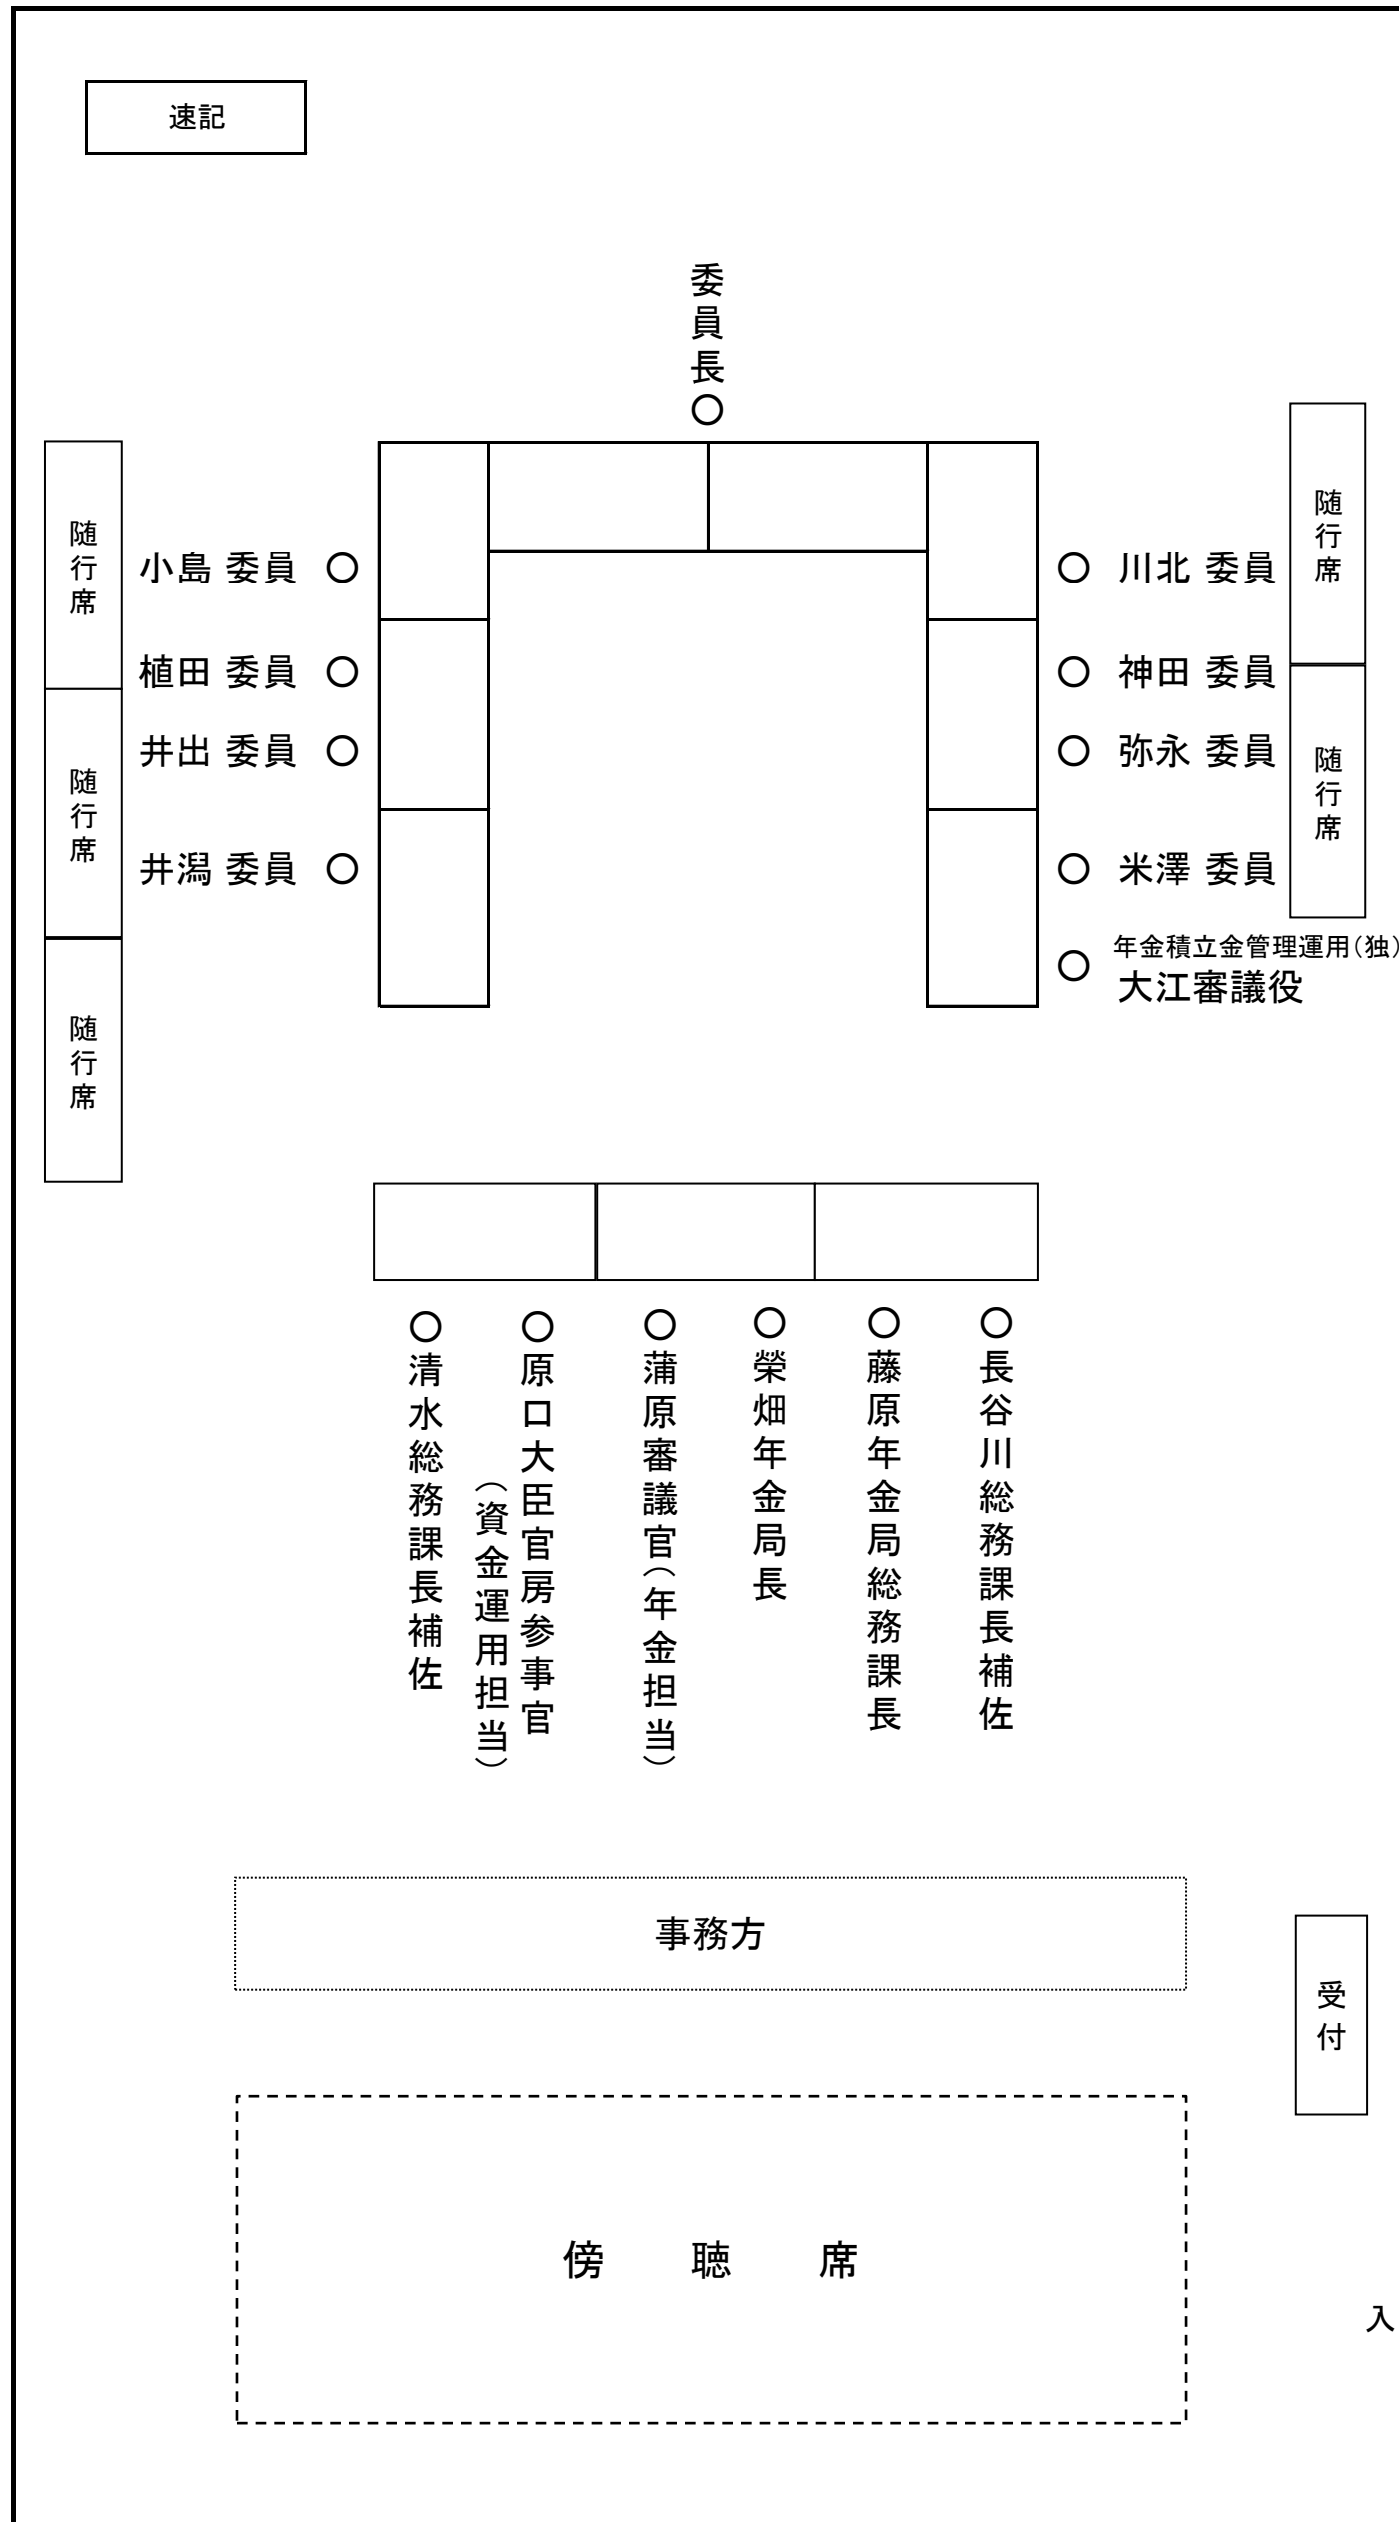 速記
委員長○
随行席
随行席
随行席
小島 委員 ○
植田 委員 ○
井出 委員 ○
井潟 委員 ○
○ 川北 委員
○ 神田 委員
○ 弥永 委員
○ 米澤 委員
年金積立金管理運用(独)
○ 大江審議役
随行席
随行席
○長谷川総務課長補佐
○藤原年金局総務課長
○榮畑年金局長
○蒲原審議官(年金担当)
○原口大臣官房参事官
(資金運用担当)
○清水総務課長補佐
事務方
受付
傍 聴 席
入